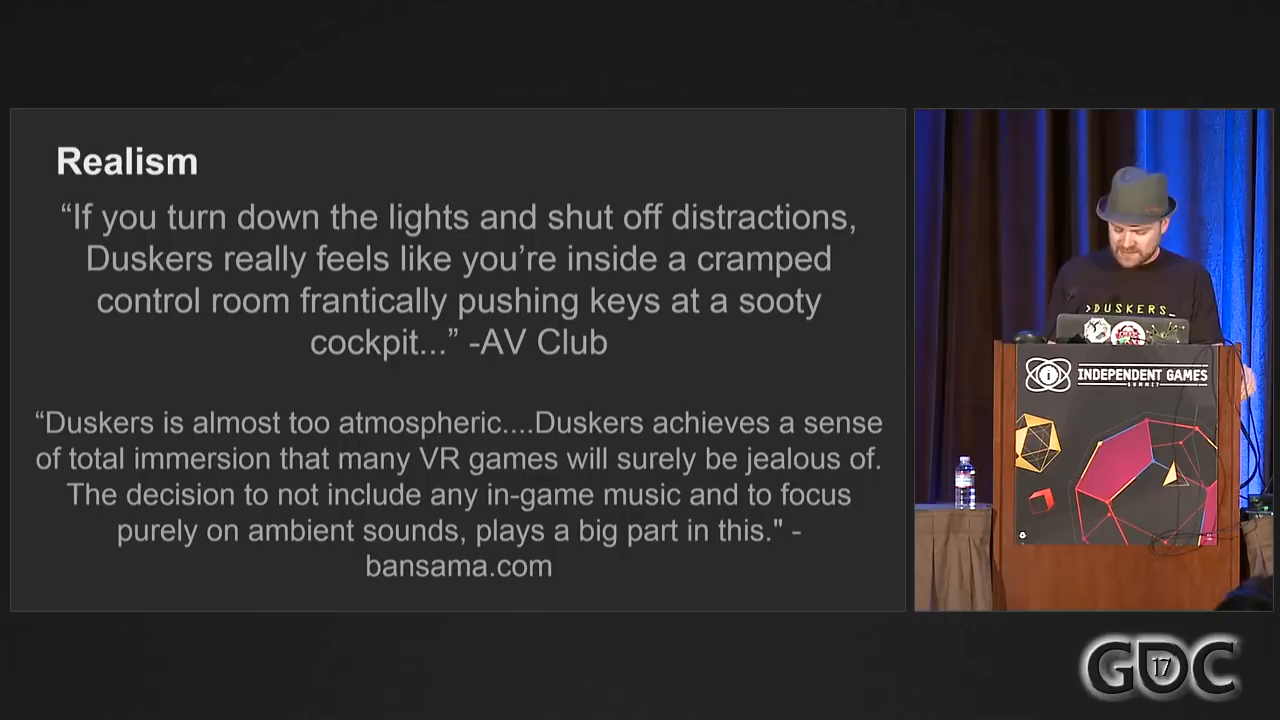 Realism
“If you turn down the lights and shut off distractions,
Duskers really feels like you’re inside a cramped
control room frantically pushing keys at a sooty
cockpit...” -AV Club
“Duskers is almost too atmospheric....Duskers achieves a sense
of total immersion that many VR games will surely be jealous of.
The decision to not include any in-game music and to focus
purely on ambient sounds, plays a big part in this." -
bansama.com
>DUSKERS_
i
INDEPENDENT GAMES
SUMMIT
GDC
17